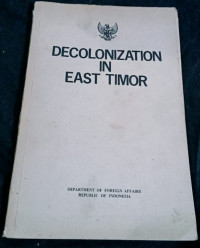 DECOLONIZATION
IN
EAST TIMOR
DEPARTMENT OF FOREIGN AFFAIRS
REPUBLIC OF INDONESIA